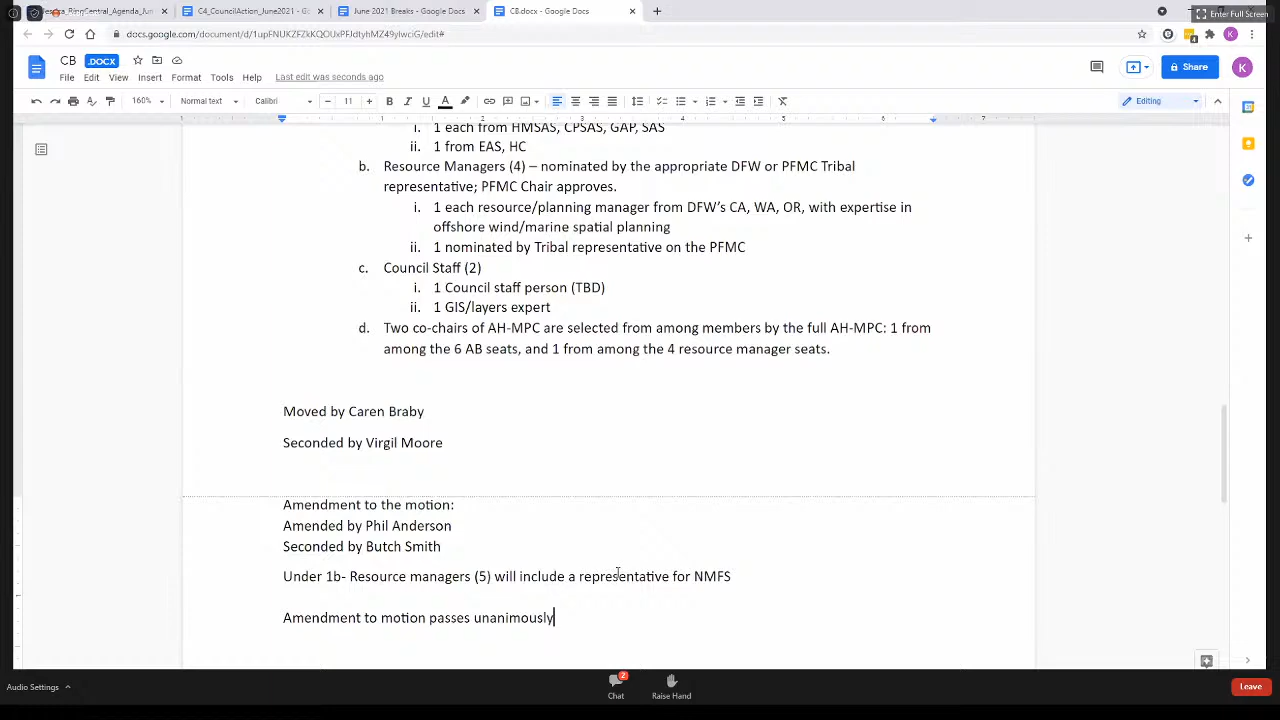 C4_CouncilAction_June2021 - G
June 2021 Breaks - Google Docs
CB.docx - Google Docs
Enter Full Screen
docs.google.com/document/d/1upFNUKZFZkKQOUxPFJdtyhMZ49yIwciG/edit#
CB .DOCX
File Edit View Insert Format Tools Help Last edit was seconds ago
Share
K
160% Normal text Calibri 11 Editing
i. 1 each from HMSAS, CPSAS, GAP, SAS
ii. 1 from EAS, HC
b. Resource Managers (4) – nominated by the appropriate DFW or PFMC Tribal
representative; PFMC Chair approves.
i. 1 each resource/planning manager from DFW’s CA, WA, OR, with expertise in
offshore wind/marine spatial planning
ii. 1 nominated by Tribal representative on the PFMC
c. Council Staff (2)
i. 1 Council staff person (TBD)
ii. 1 GIS/layers expert
d. Two co-chairs of AH-MPC are selected from among members by the full AH-MPC: 1 from
among the 6 AB seats, and 1 from among the 4 resource manager seats.
Moved by Caren Braby
Seconded by Virgil Moore
Amendment to the motion:
Amended by Phil Anderson
Seconded by Butch Smith
Under 1b- Resource managers (5) will include a representative for NMFS
Amendment to motion passes unanimously
Audio Settings
2
Chat
Raise Hand
Leave